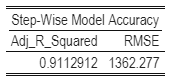 Step-Wise Model Accuracy
Adj_R_Squared RMSE
0.9112912 1362.277